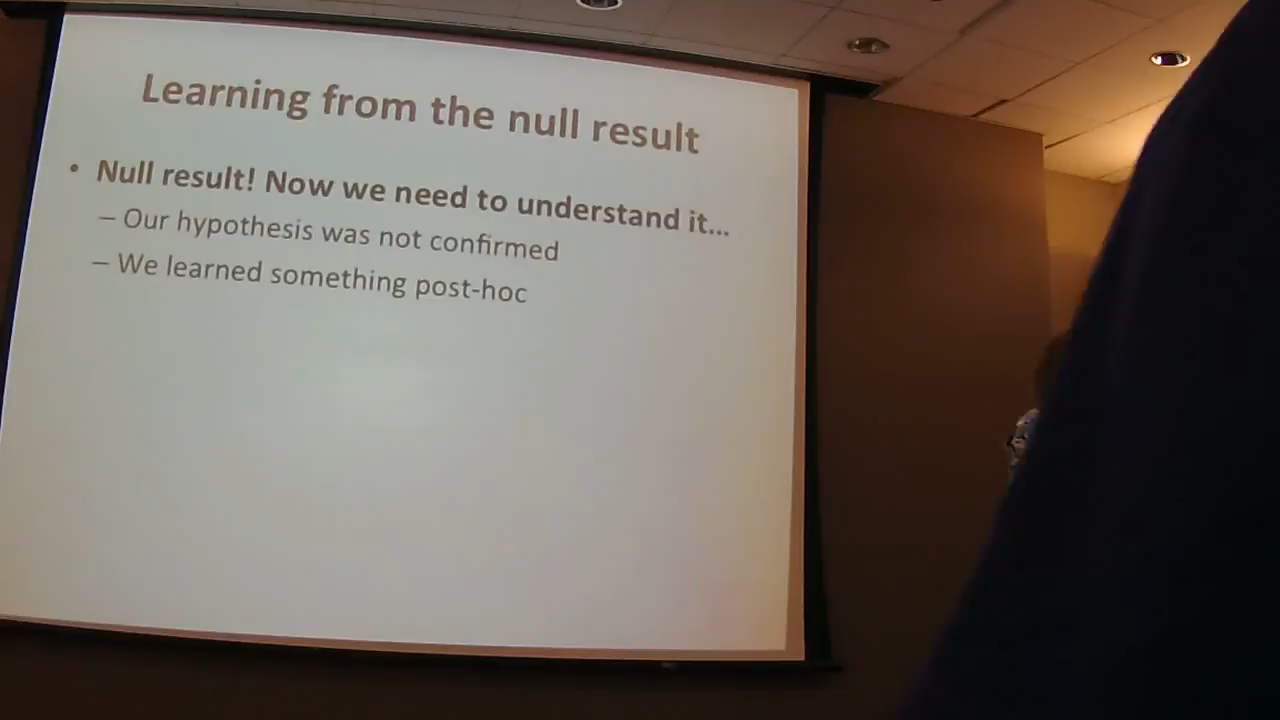 Learning from the null result
• Null result! Now we need to understand it...
– Our hypothesis was not confirmed
– We learned something post-hoc